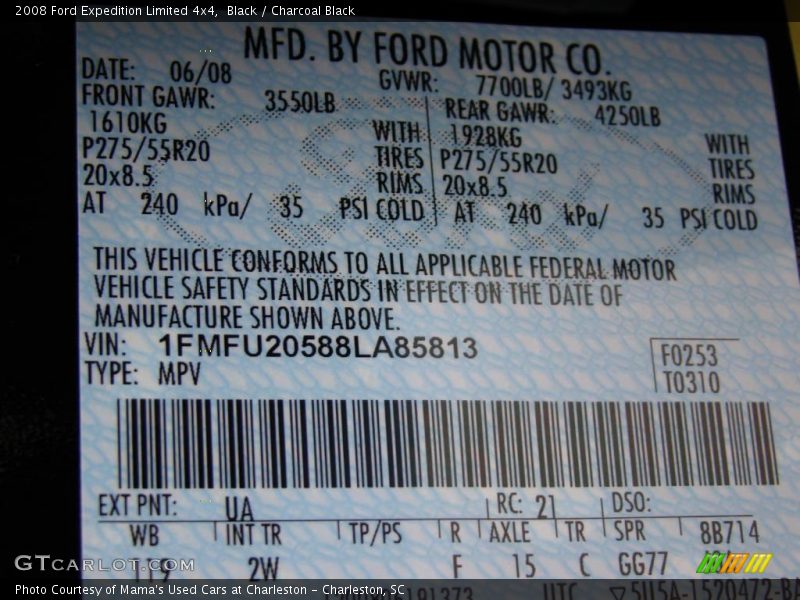 2008 Ford Expedition Limited 4x4, Black / Charcoal Black
MFD. BY FORD MOTOR CO.
DATE: 06/08 GVWR: 7700LB/ 3493KG
FRONT GAWR: 3550LB REAR GAWR: 4250LB
1610KG WITH 1928KG WITH
P275/55R20 TIRES P275/55R20 TIRES
20x8.5 RIMS 20x8.5 RIMS
AT 240 kPa/ 35 PSI COLD AT 240 kPa/ 35 PSI COLD
THIS VEHICLE CONFORMS TO ALL APPLICABLE FEDERAL MOTOR
VEHICLE SAFETY STANDARDS IN EFFECT ON THE DATE OF
MANUFACTURE SHOWN ABOVE.
VIN: 1FMFU20588LA85813 F0253
TYPE: MPV T0310
EXT PNT: UA RC: 21 DSO:
WB INT TR TP/PS R AXLE TR SPR 8B714
119 2W F 15 C GG77
GTCARLOT.COM
Photo Courtesy of Mama's Used Cars at Charleston - Charleston, SC
UTC 5U5A-1520472-BA